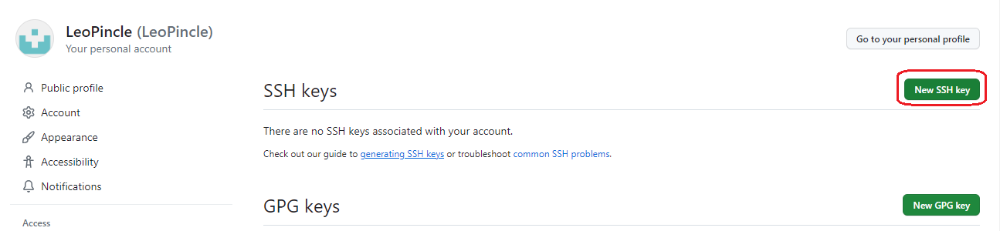 LeoPincle (LeoPincle)
Your personal account
Go to your personal profile
Public profile
Account
Appearance
Accessibility
Notifications
Access
SSH keys
New SSH key
There are no SSH keys associated with your account.
Check out our guide to generating SSH keys or troubleshoot common SSH problems.
GPG keys
New GPG key